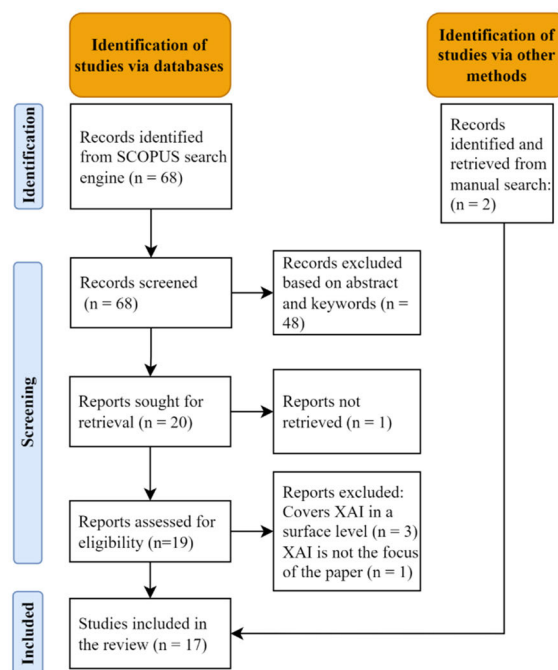 Identification of
studies via databases
Identification of
studies via other
methods
Identification
Records identified
from SCOPUS search
engine (n = 68)
Records
identified and
retrieved from
manual search:
(n = 2)
Screening
Records screened
(n = 68)
Records excluded
based on abstract
and keywords (n =
48)
Reports sought for
retrieval (n = 20)
Reports not
retrieved (n = 1)
Reports assessed for
eligibility (n=19)
Reports excluded:
Covers XAI in a
surface level (n = 3)
XAI is not the focus
of the paper (n = 1)
Included
Studies included in
the review (n = 17)